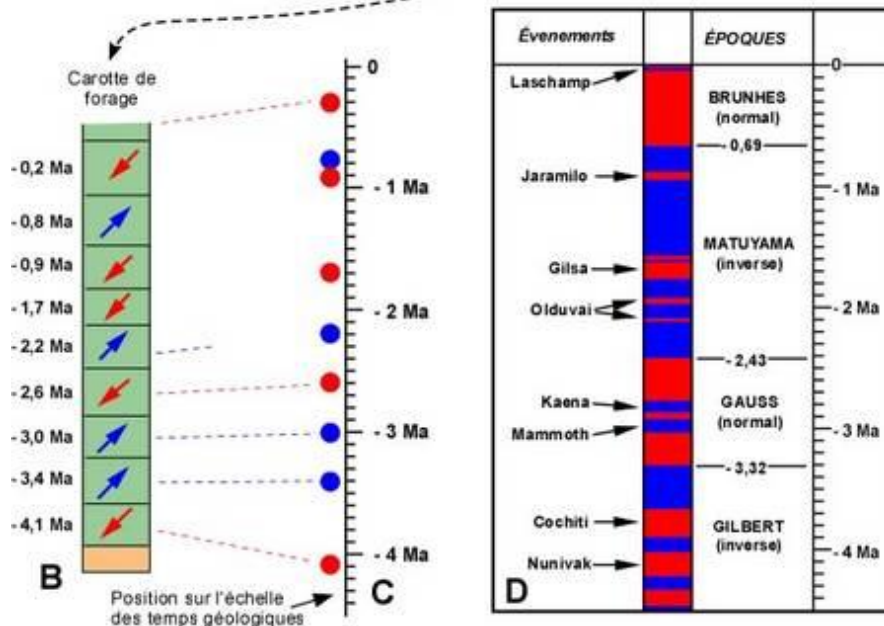 Carotte de
forage
- 0,2 Ma
- 0,8 Ma
- 0,9 Ma
- 1,7 Ma
- 2,2 Ma
- 2,6 Ma
- 3,0 Ma
- 3,4 Ma
- 4,1 Ma
B
0
- 1 Ma
- 2 Ma
- 3 Ma
- 4 Ma
Position sur l'échelle
des temps géologiques
C
Évenements
ÉPOQUES
Laschamp
Jaramilo
Gilsa
Olduvai
Kaena
Mammoth
Cochiti
Nunivak
BRUNHES
(normal)
- 0,69
MATUYAMA
(inverse)
- 2,43
GAUSS
(normal)
- 3,32
GILBERT
(inverse)
0
- 1 Ma
- 2 Ma
- 3 Ma
- 4 Ma
D